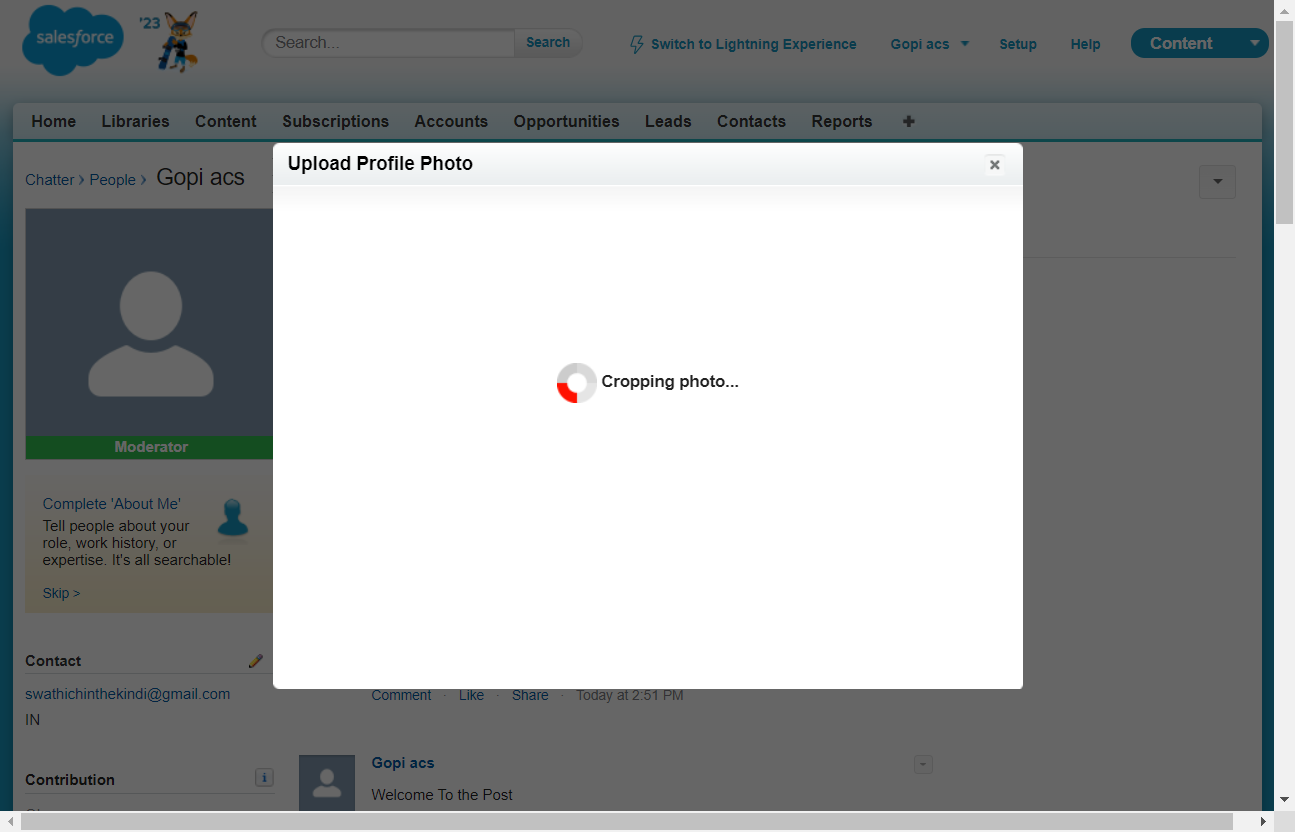 salesforce
'23
Search...
Search
Switch to Lightning Experience
Gopi acs
Setup
Help
Content
Home
Libraries
Content
Subscriptions
Accounts
Opportunities
Leads
Contacts
Reports
Upload Profile Photo
Chatter › People › Gopi acs
Cropping photo...
Moderator
Complete 'About Me'
Tell people about your
role, work history, or
expertise. It's all searchable!
Skip >
Contact
swathichinthekindi@gmail.com
IN
Comment · Like · Share · Today at 2:51 PM
Contribution
Gopi acs
Welcome To the Post